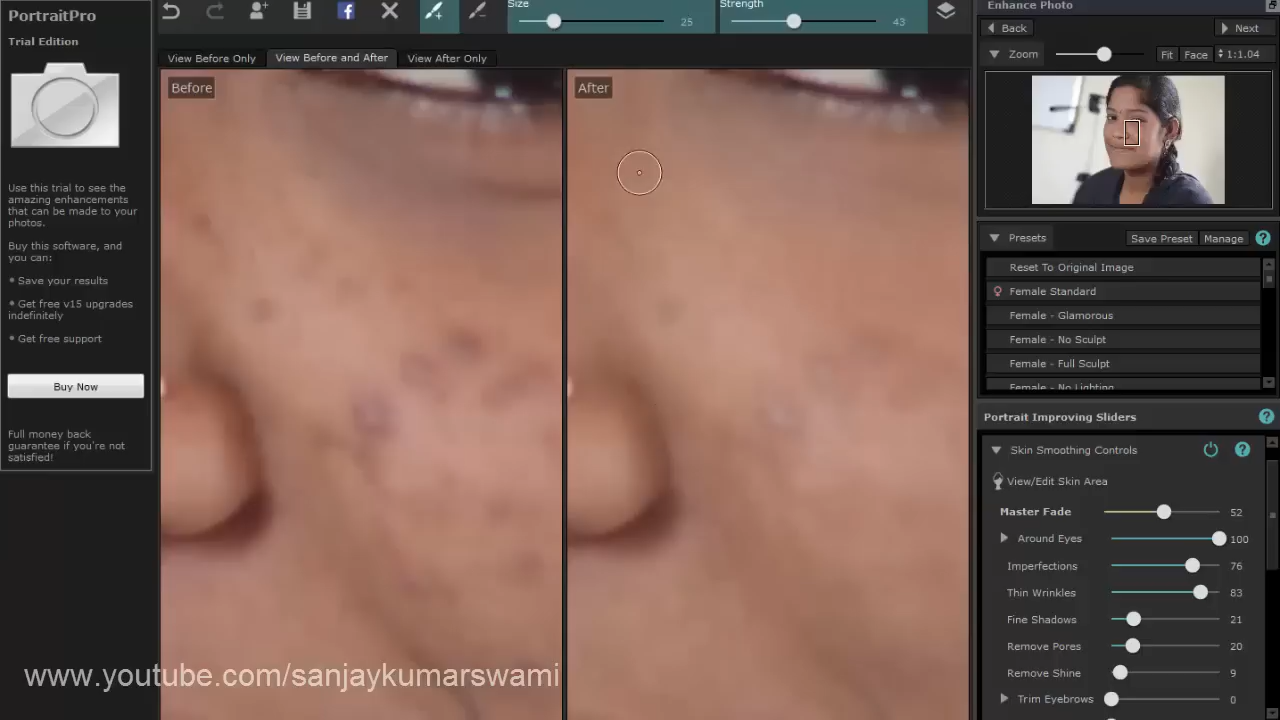 PortraitPro
Trial Edition
Use this trial to see the
amazing enhancements
that can be made to your
photos.
Buy this software, and
you can:
• Save your results
• Get free v15 upgrades
indefinitely
• Get free support
Buy Now
Full money back
guarantee if you're not
satisfied!
Size
25
Strength
43
View Before Only
View Before and After
View After Only
Before
After
Enhance Photo
Back
Next
Zoom
Fit
Face
1:1.04
Presets
Save Preset
Manage
Reset To Original Image
Female Standard
Female - Glamorous
Female - No Sculpt
Female - Full Sculpt
Female - No Lighting
Portrait Improving Sliders
Skin Smoothing Controls
View/Edit Skin Area
Master Fade 52
Around Eyes 100
Imperfections 76
Thin Wrinkles 83
Fine Shadows 21
Remove Pores 20
Remove Shine 9
Trim Eyebrows 0
www.youtube.com/sanjaykumarswami